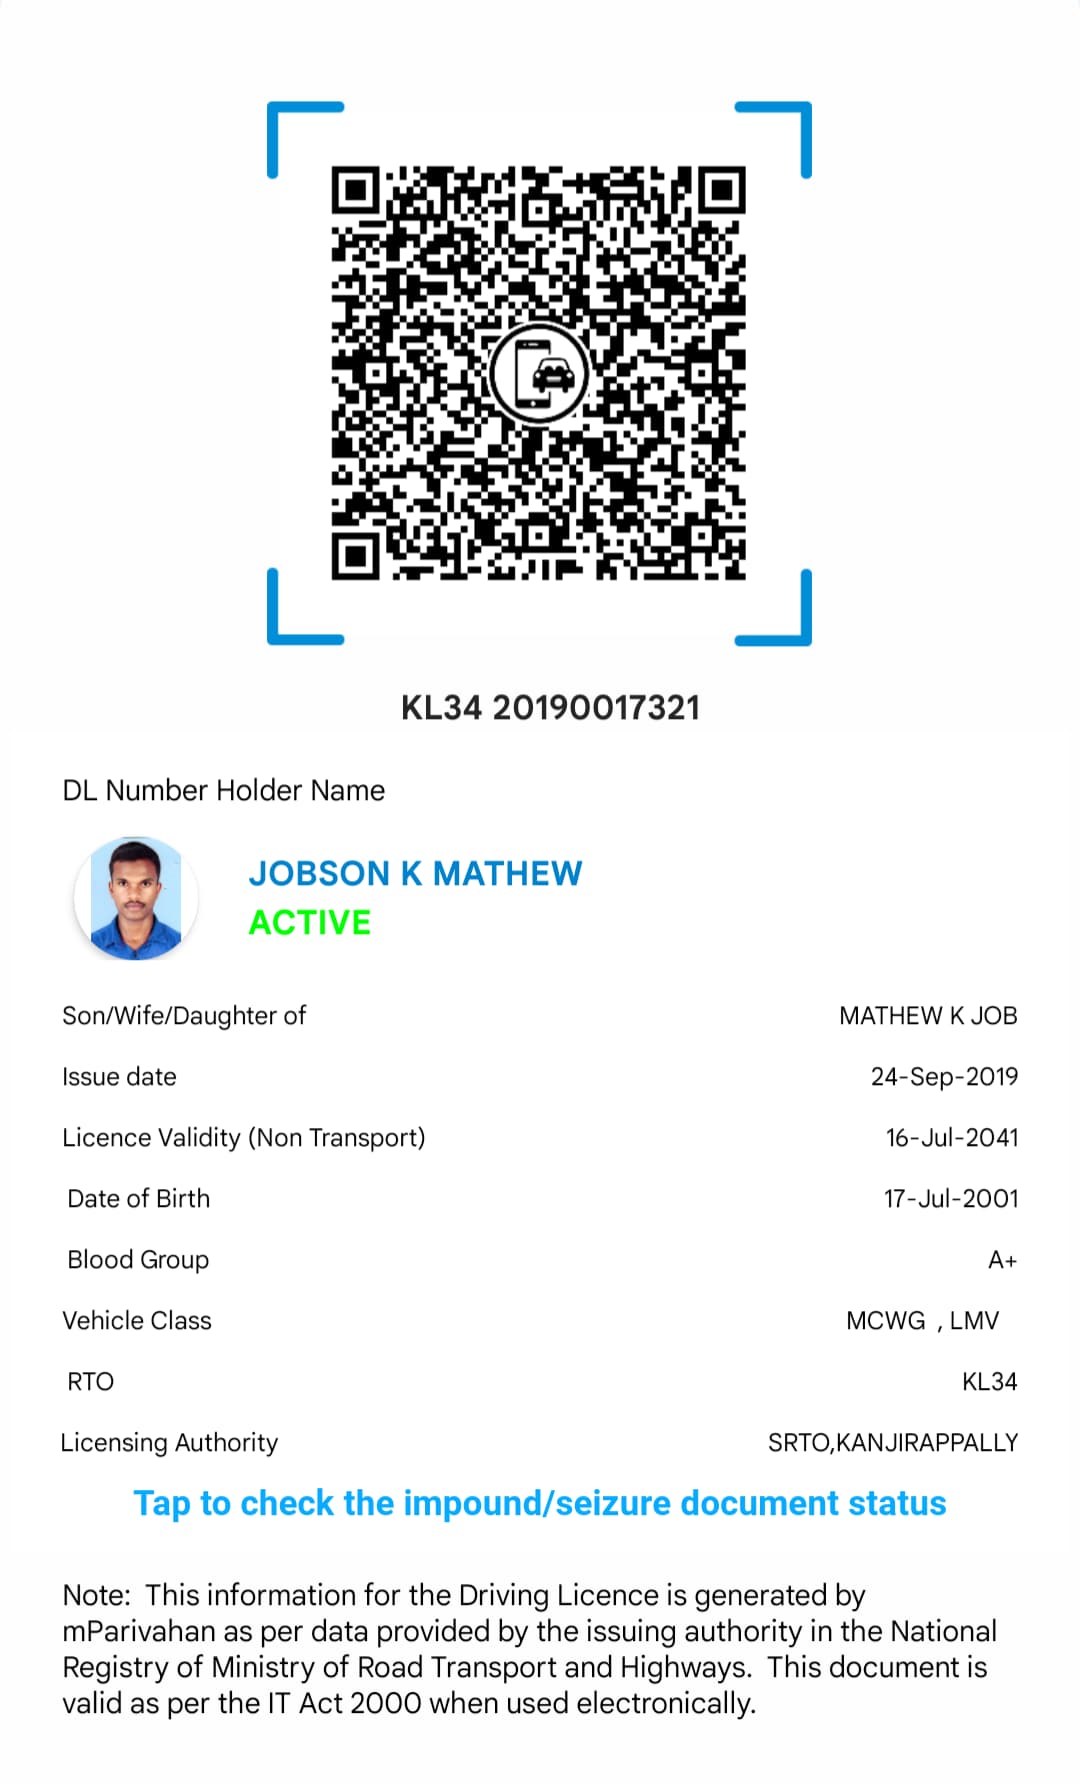 KL34 20190017321
DL Number Holder Name
JOBSON K MATHEW
ACTIVE
Son/Wife/Daughter of MATHEW K JOB
Issue date 24-Sep-2019
Licence Validity (Non Transport) 16-Jul-2041
Date of Birth 17-Jul-2001
Blood Group A+
Vehicle Class MCWG , LMV
RTO KL34
Licensing Authority SRTO,KANJIRAPPALLY
Tap to check the impound/seizure document status
Note: This information for the Driving Licence is generated by
mParivahan as per data provided by the issuing authority in the National
Registry of Ministry of Road Transport and Highways. This document is
valid as per the IT Act 2000 when used electronically.